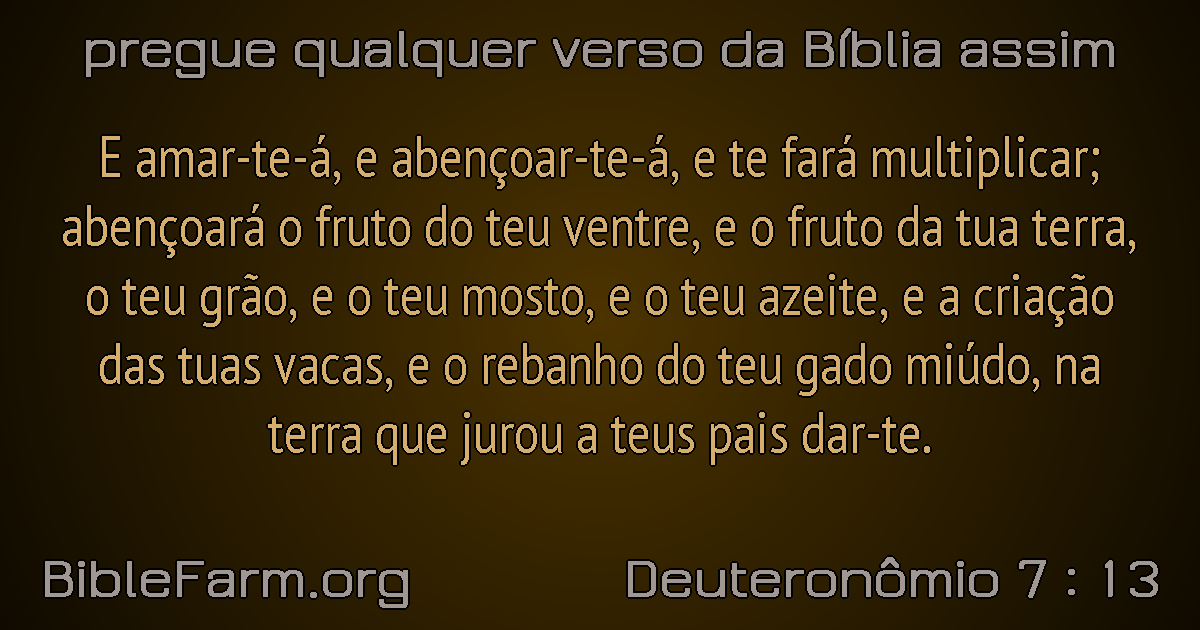 pregue qualquer verso da Bíblia assim
E amar-te-á, e abençoar-te-á, e te fará multiplicar;
abençoará o fruto do teu ventre, e o fruto da tua terra,
o teu grão, e o teu mosto, e o teu azeite, e a criação
das tuas vacas, e o rebanho do teu gado miúdo, na
terra que jurou a teus pais dar-te.
BibleFarm.org
Deuteronômio 7 : 13